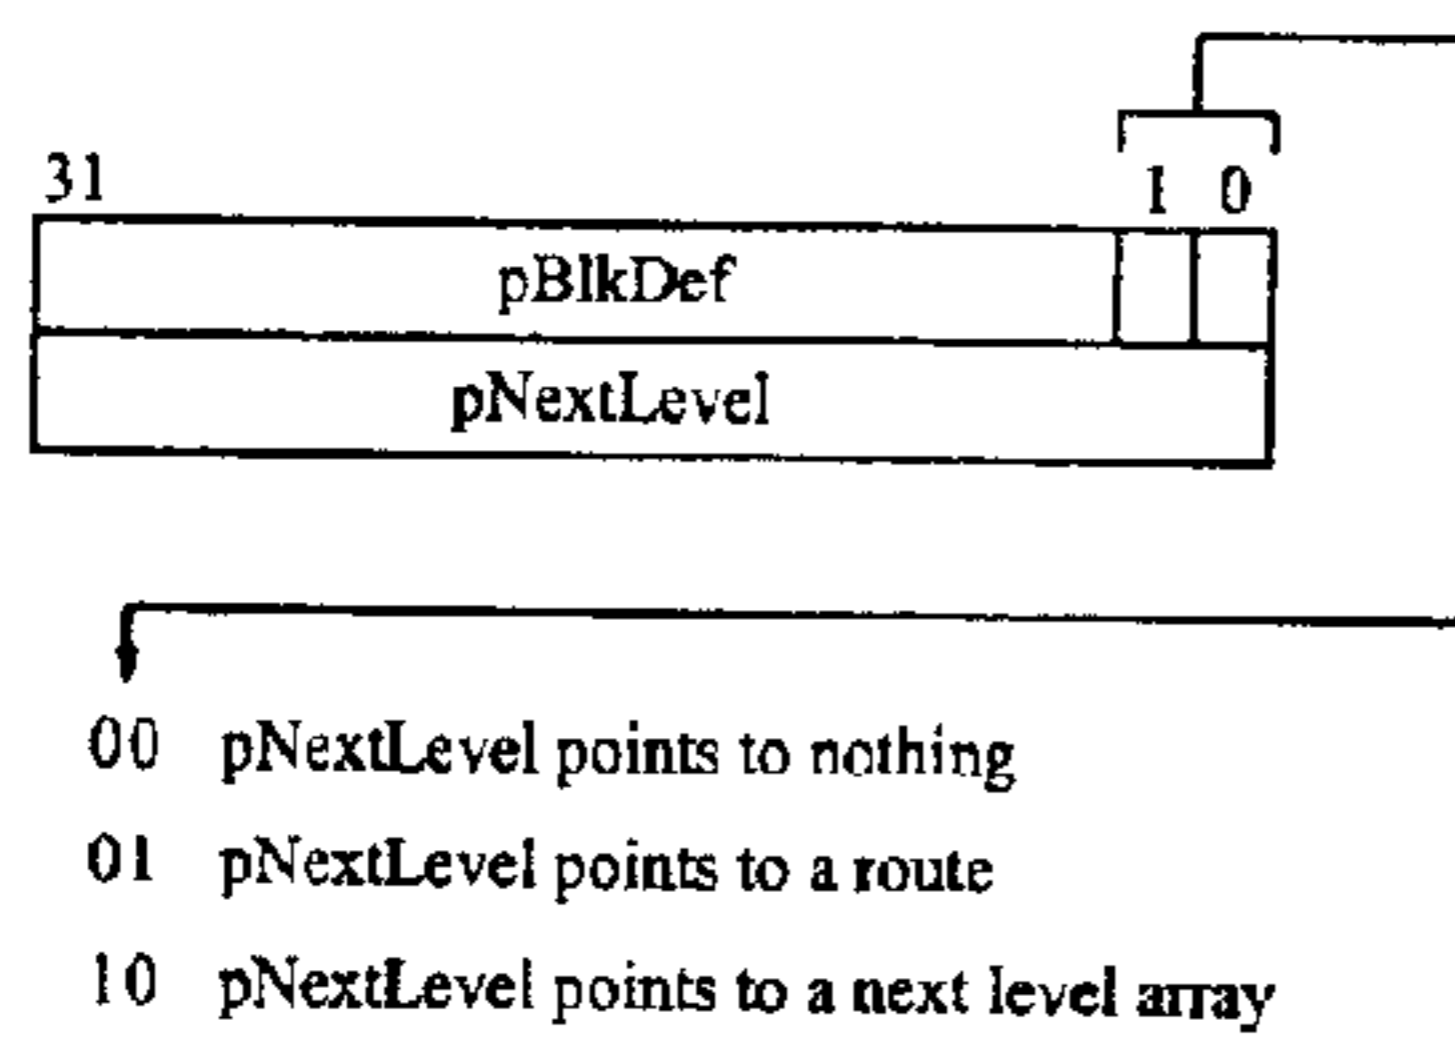 31 1 0
pBlkDef
pNextLevel
00 pNextLevel points to nothing
01 pNextLevel points to a route
10 pNextLevel points to a next level array